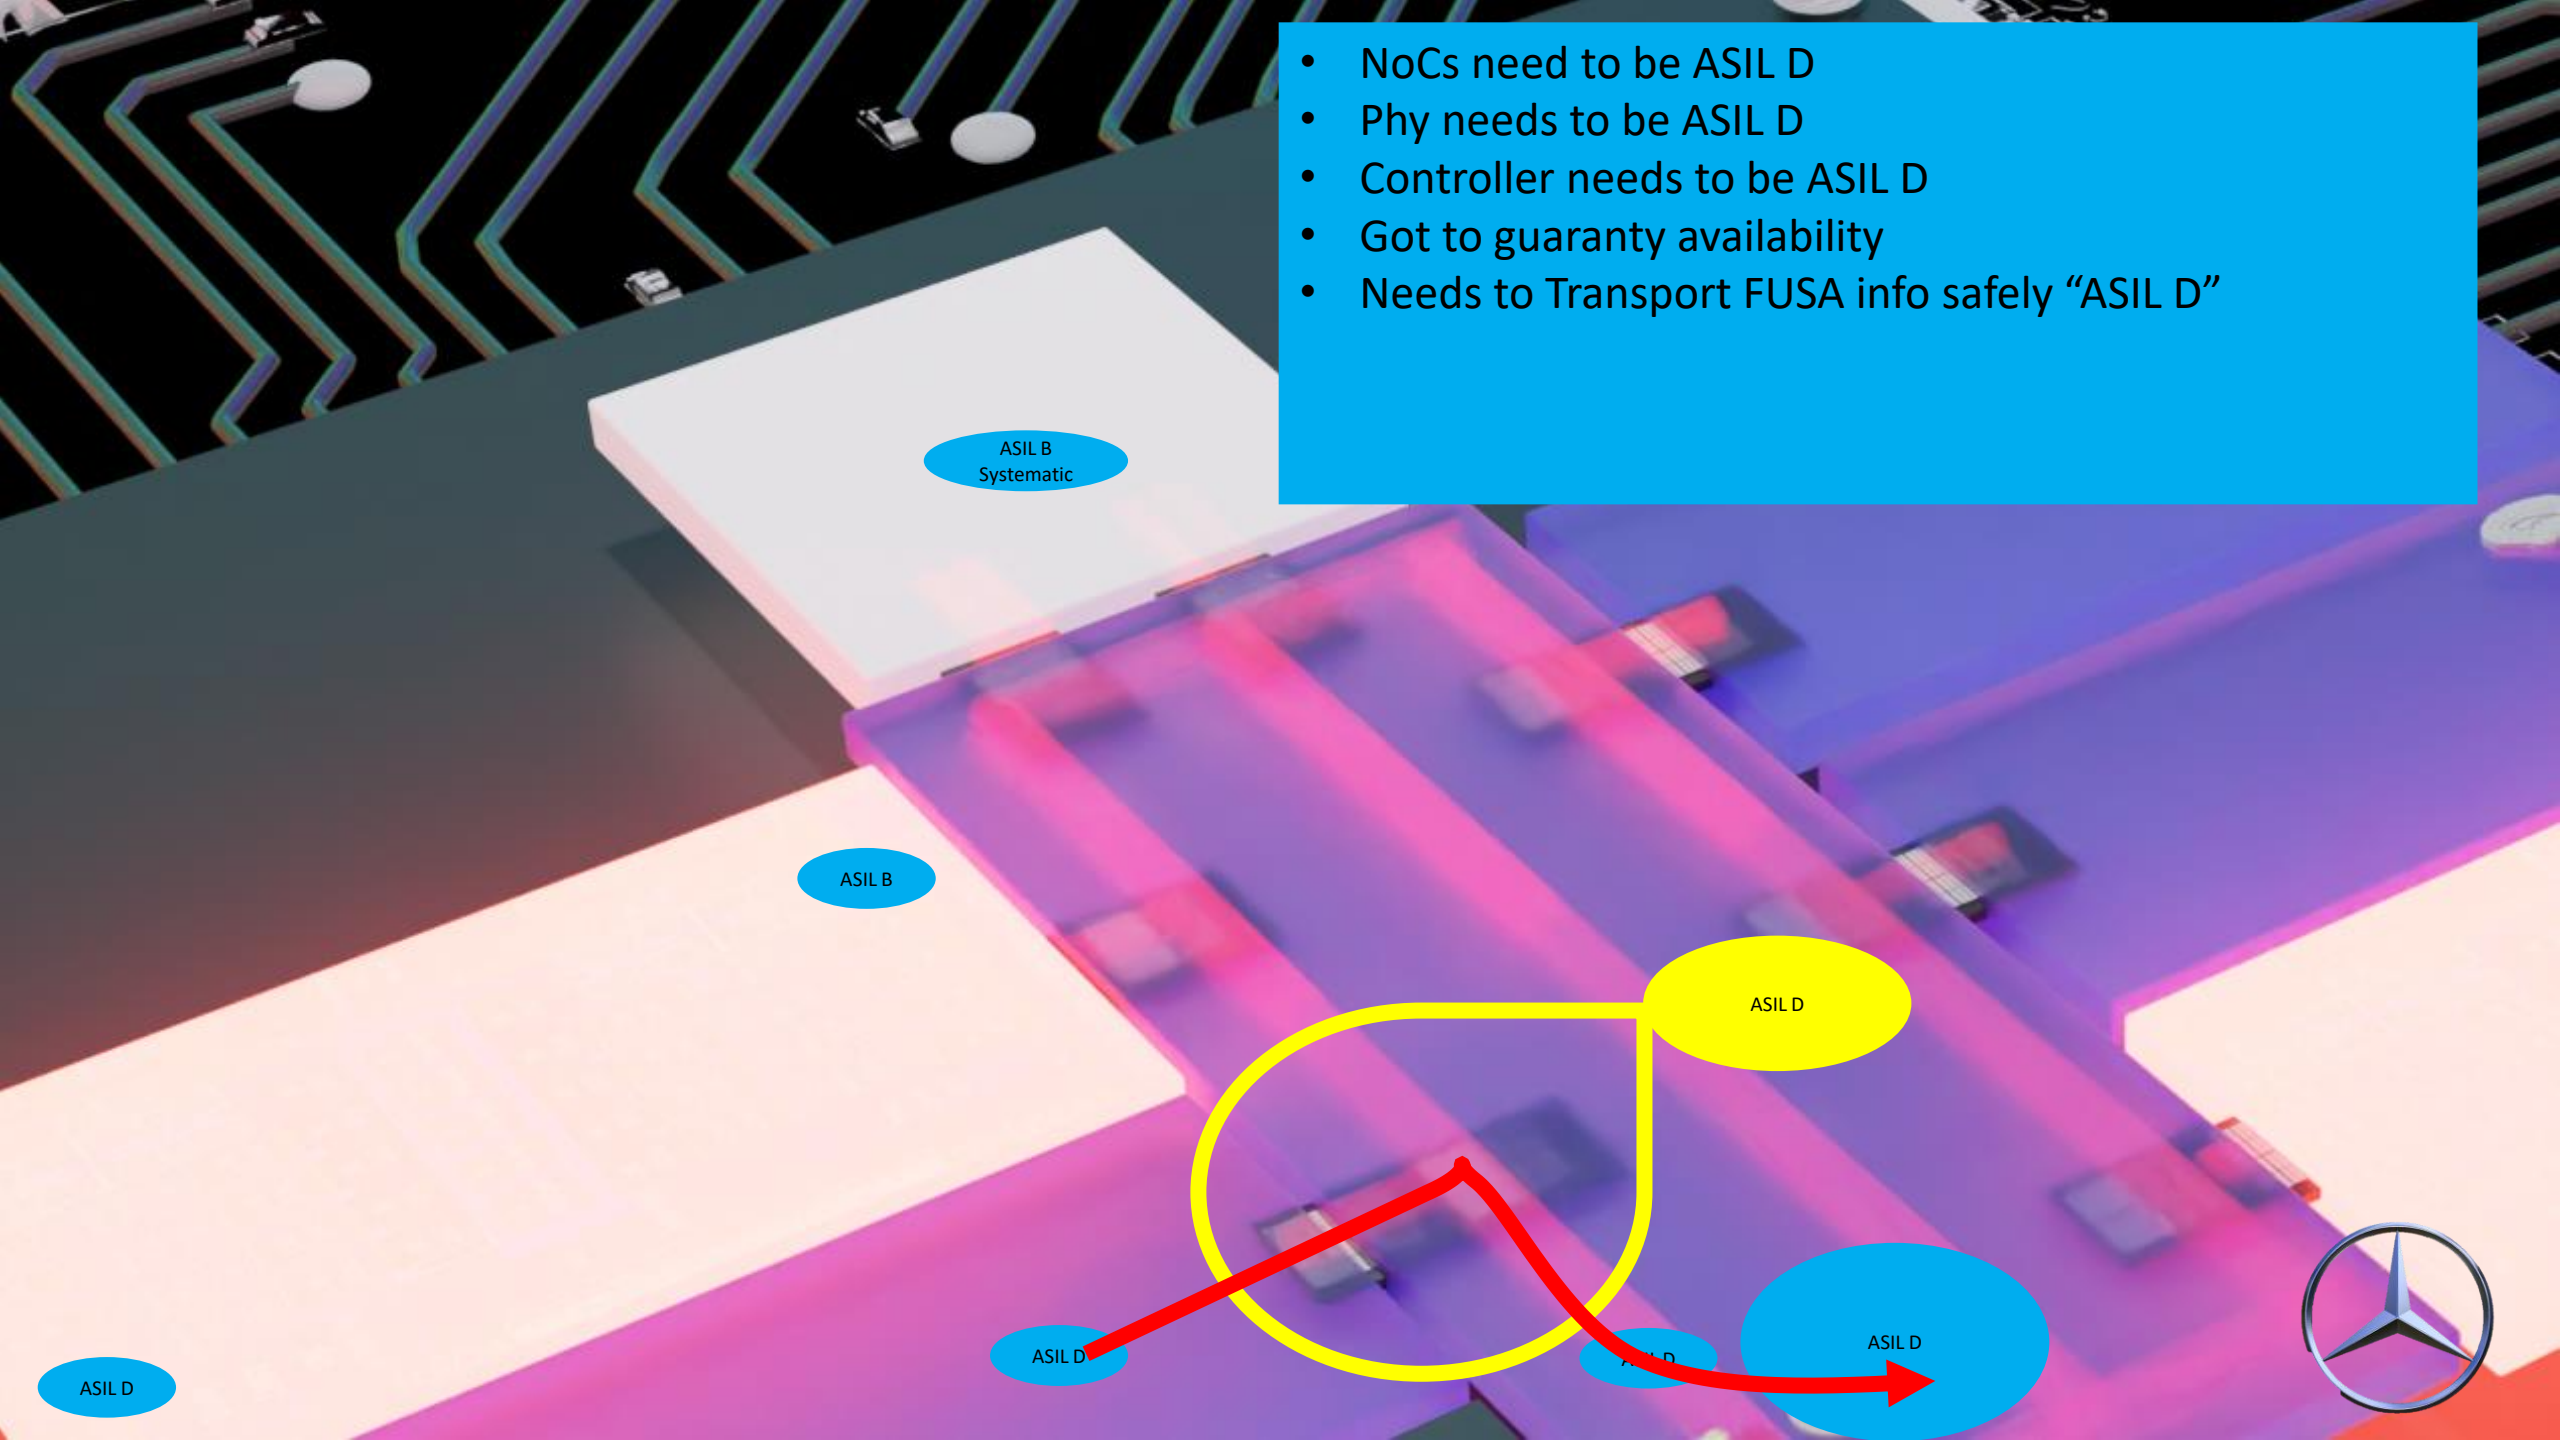 • NoCs need to be ASIL D
• Phy needs to be ASIL D
• Controller needs to be ASIL D
• Got to guaranty availability
• Needs to Transport FUSA info safely “ASIL D”
ASIL B
Systematic
ASIL B
ASIL D
ASIL D
ASIL D
ASIL D